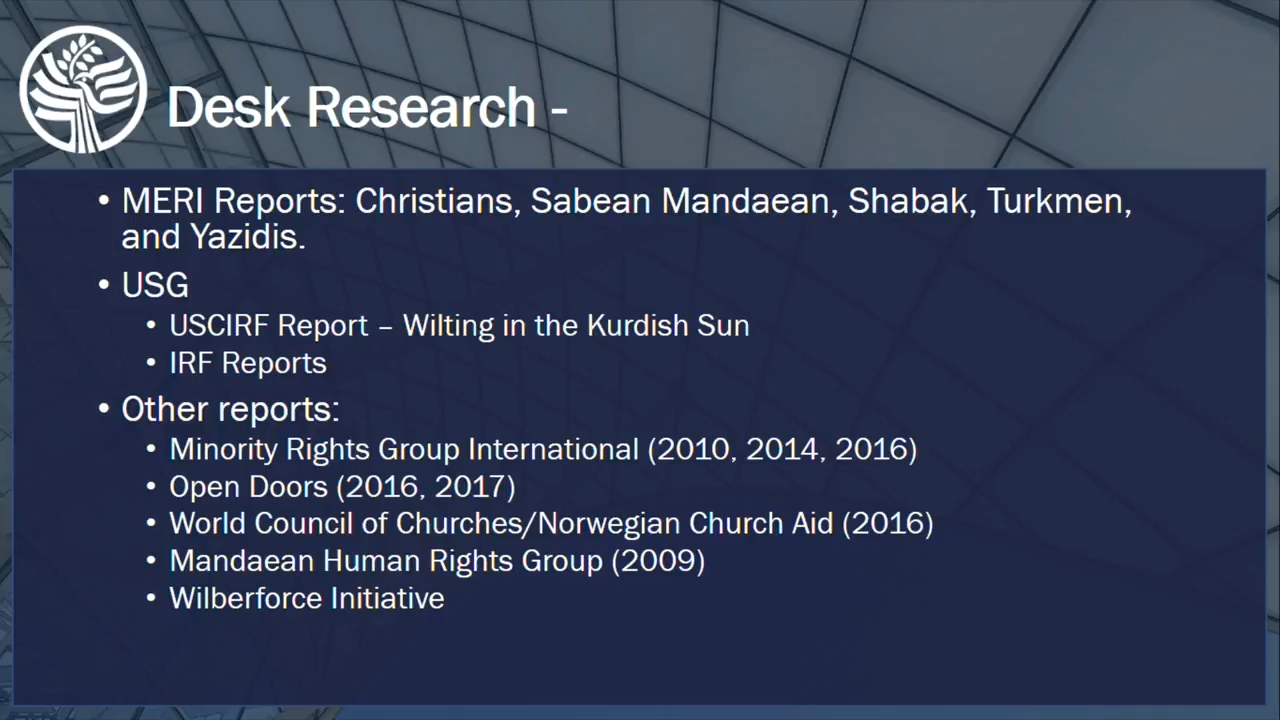 Desk Research -
• MERI Reports: Christians, Sabean Mandaean, Shabak, Turkmen,
and Yazidis.
• USG
• USCIRF Report – Wilting in the Kurdish Sun
• IRF Reports
• Other reports:
• Minority Rights Group International (2010, 2014, 2016)
• Open Doors (2016, 2017)
• World Council of Churches/Norwegian Church Aid (2016)
• Mandaean Human Rights Group (2009)
• Wilberforce Initiative